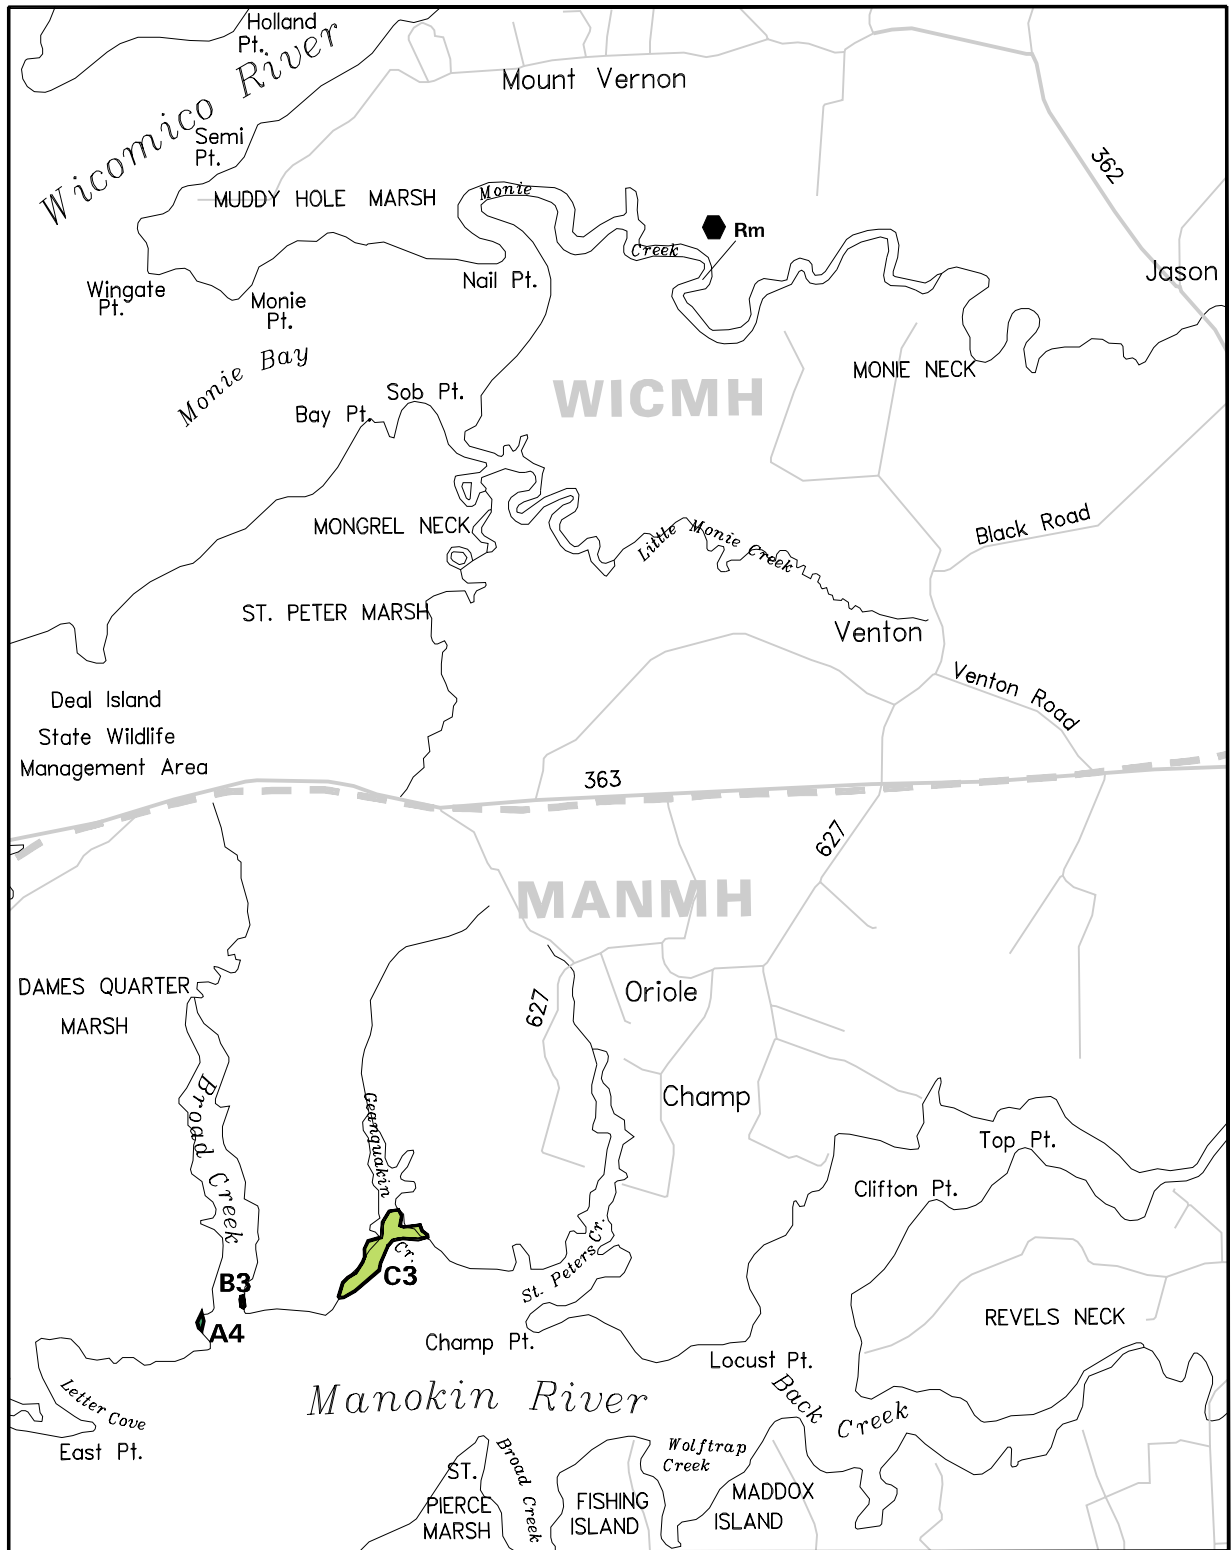 Holland
Pt.
Wicomico River
Mount Vernon
Semi
Pt.
362
MUDDY HOLE MARSH
Monie
Creek
Rm
Jason
Nail Pt.
Wingate
Pt.
Monie
Pt.
Monie Bay
MONIE NECK
WICMH
Sob Pt.
Bay Pt.
MONGREL NECK
Black Road
Little Monie Creek
ST. PETER MARSH
Venton
Venton Road
Deal Island
State Wildlife
Management Area
363
627
MANMH
DAMES QUARTER
MARSH
Oriole
627
Champ
Broad Creek
Geanquakin
Cr.
Top Pt.
Clifton Pt.
St. Peters Cr.
C3
B3
A4
REVELS NECK
Champ Pt.
Locust Pt.
Manokin River
Back
Creek
Letter Cove
East Pt.
Broad Creek
Wolftrap
Creek
ST.
PIERCE
MARSH
FISHING
ISLAND
MADDOX
ISLAND